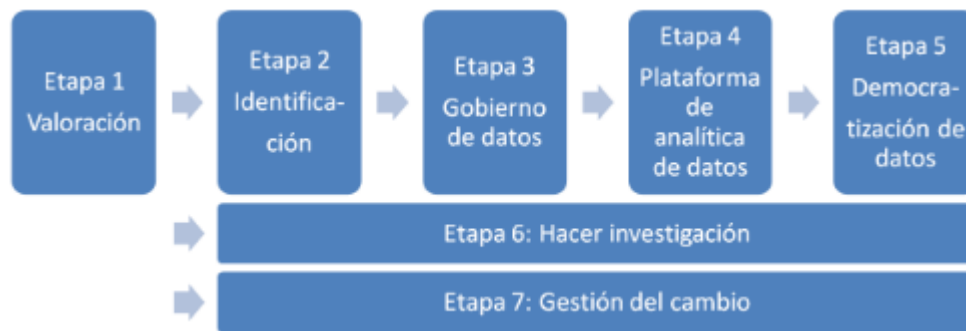 Etapa 1
Valoración
Etapa 2
Identifica-
ción
Etapa 3
Gobierno
de datos
Etapa 4
Plataforma
de
analítica
de datos
Etapa 5
Democra-
tización de
datos
Etapa 6: Hacer investigación
Etapa 7: Gestión del cambio